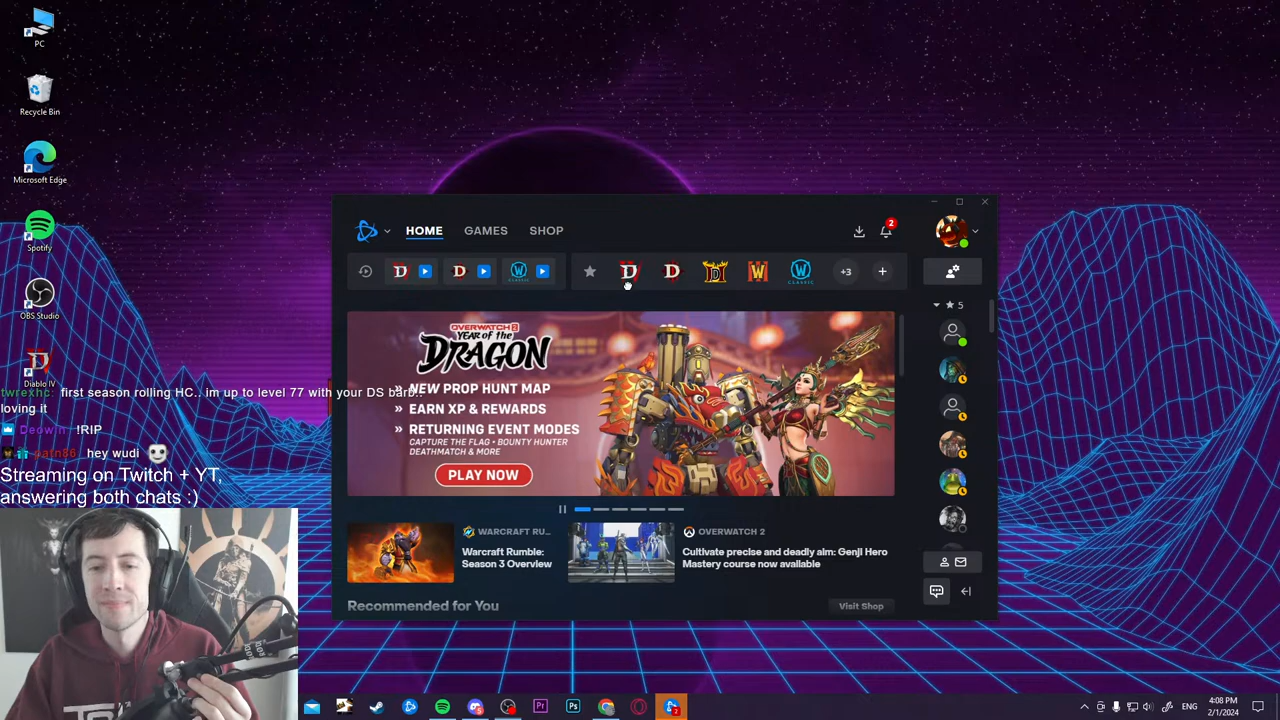 PC
Recycle Bin
Microsoft Edge
Spotify
OBS Studio
Diablo IV
twrexhc: first season rolling HC.. im up to level 77 with your DS barb..
loving it
Deowin: !RIP
patn86: hey wudi
Streaming on Twitch + YT,
answering both chats :)
HOME GAMES SHOP
2
+3
5
OVERWATCH 2
YEAR OF THE
DRAGON
» NEW PROP HUNT MAP
» EARN XP & REWARDS
» RETURNING EVENT MODES
CAPTURE THE FLAG • BOUNTY HUNTER
DEATHMATCH & MORE
PLAY NOW
WARCRAFT RU...
Warcraft Rumble:
Season 3 Overview
OVERWATCH 2
Cultivate precise and deadly aim: Genji Hero
Mastery course now available
Recommended for You
Visit Shop
ENG
4:08 PM
2/1/2024